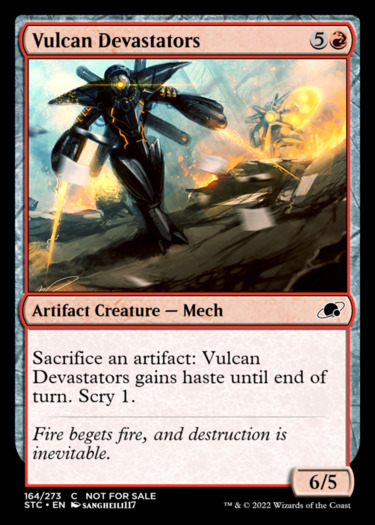 Vulcan Devastators 5
Artifact Creature — Mech
Sacrifice an artifact: Vulcan
Devastators gains haste until end of
turn. Scry 1.
Fire begets fire, and destruction is
inevitable.
6/5
164/273 C NOT FOR SALE
STC • EN SANGHEILI117
™ & © 2022 Wizards of the Coast